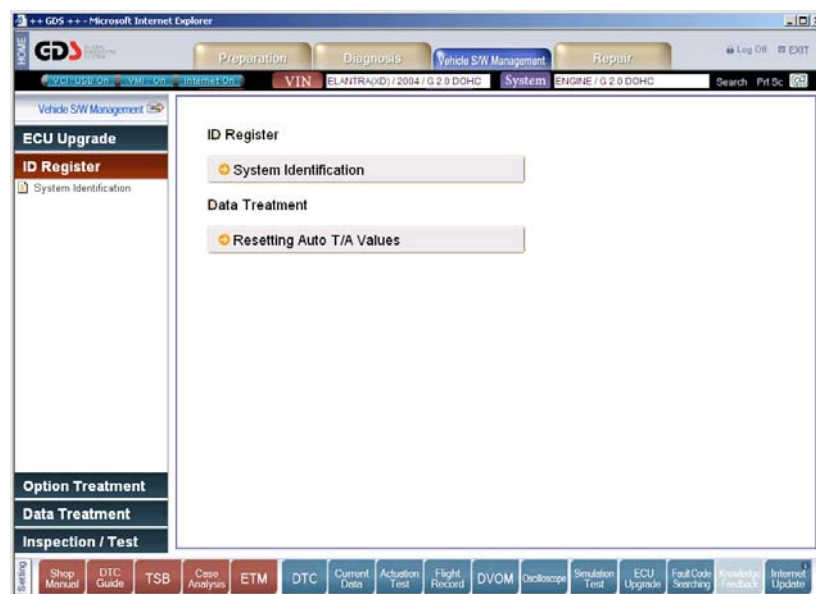 ++ GDS ++ - Microsoft Internet Explorer
HOME
GDS
Preparation
Diagnosis
Vehicle S/W Management
Repair
Log Off
EXIT
VCI USB On
VMI On
Internet On
VIN
ELANTRA(XD) / 2004 / G 2.0 DOHC
System
ENGINE / G 2.0 DOHC
Search
Prt Sc
Vehicle S/W Management
ECU Upgrade
ID Register
System Identification
Option Treatment
Data Treatment
Inspection / Test
ID Register
System Identification
Data Treatment
Resetting Auto T/A Values
Setting
Shop
Manual
DTC
Guide
TSB
Case
Analysis
ETM
DTC
Current
Data
Actuation
Test
Flight
Record
DVOM
Oscilloscope
Simulation
Test
ECU
Upgrade
Fault Code
Searching
Knowledge
Feedback
Internet
Update